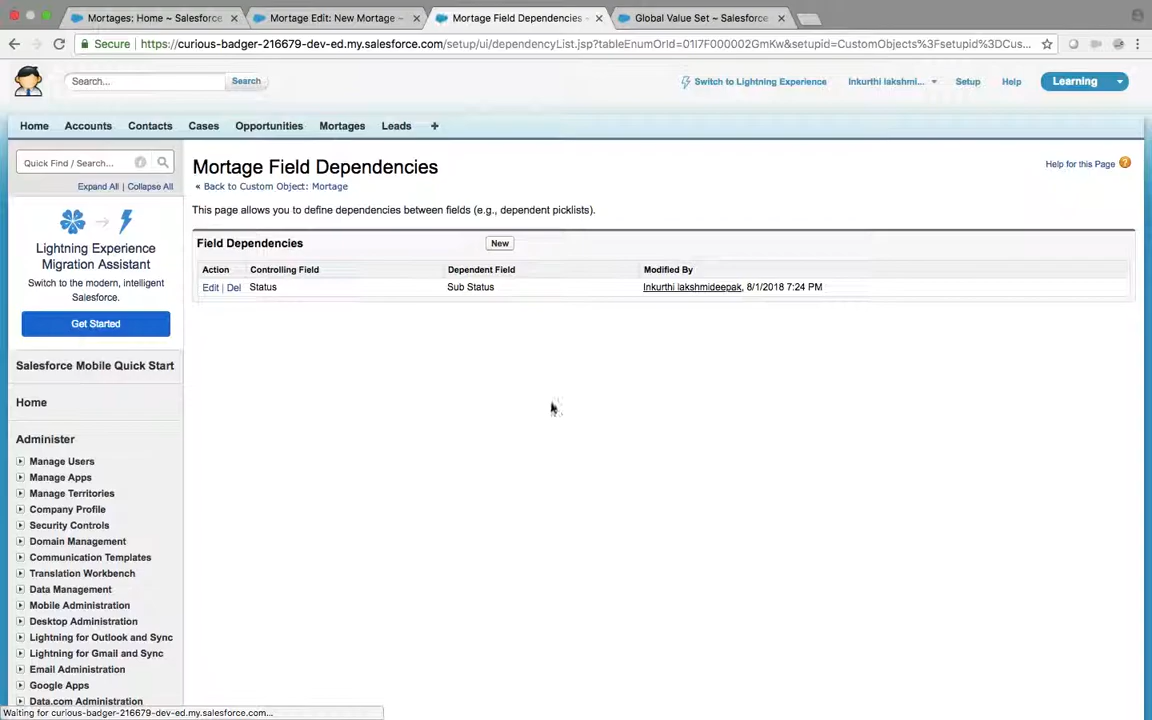 Mortages: Home ~ Salesforce
Mortage Edit: New Mortage ~
Mortage Field Dependencies ~
Global Value Set ~ Salesforce
Secure
https://curious-badger-216679-dev-ed.my.salesforce.com/setup/ui/dependencyList.jsp?tableEnumOrId=01I7F000002GmKw&setupid=CustomObjects%3Fsetupid%3DCus...
Search...
Search
Switch to Lightning Experience
Inkurthi lakshmi...
Setup
Help
Learning
Home
Accounts
Contacts
Cases
Opportunities
Mortages
Leads
+
Quick Find / Search...
Expand All | Collapse All
Lightning Experience
Migration Assistant
Switch to the modern, intelligent
Salesforce.
Get Started
Salesforce Mobile Quick Start
Home
Administer
Manage Users
Manage Apps
Manage Territories
Company Profile
Security Controls
Domain Management
Communication Templates
Translation Workbench
Data Management
Mobile Administration
Desktop Administration
Lightning for Outlook and Sync
Lightning for Gmail and Sync
Email Administration
Google Apps
Data.com Administration
Mortage Field Dependencies
« Back to Custom Object: Mortage
Help for this Page ?
This page allows you to define dependencies between fields (e.g., dependent picklists).
Field Dependencies
New
Action Controlling Field Dependent Field Modified By
Edit | Del Status Sub Status Inkurthi lakshmideepak, 8/1/2018 7:24 PM
Waiting for curious-badger-216679-dev-ed.my.salesforce.com...